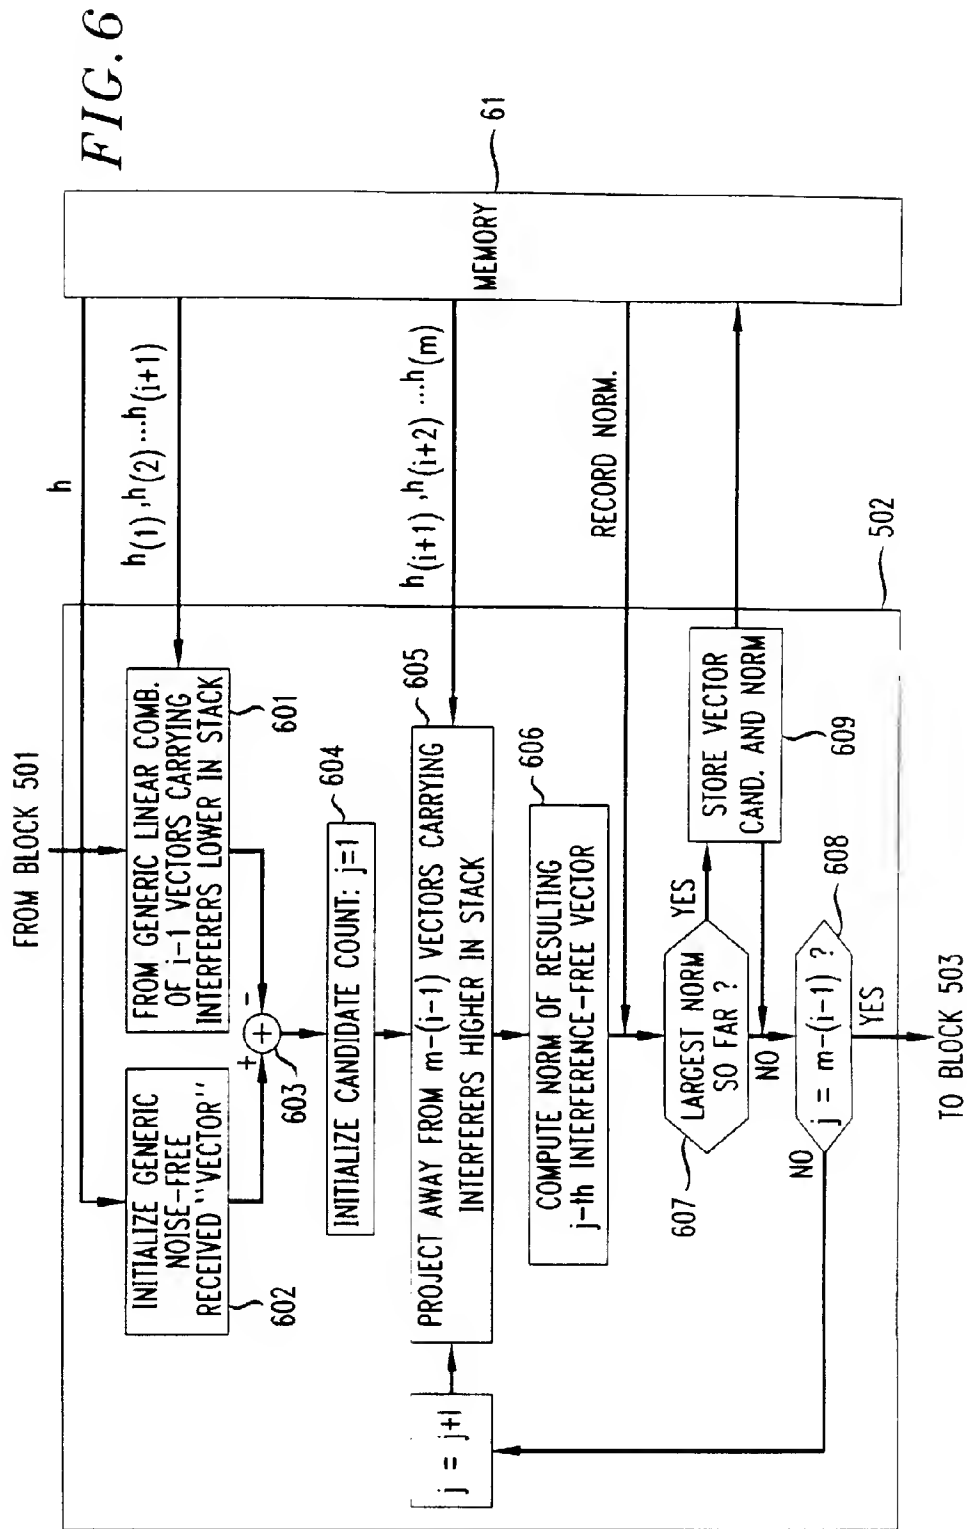 FIG. 6
FROM BLOCK 501
h
h(1),h(2)....h(i+1)
61
MEMORY
INITIALIZE GENERIC
NOISE-FREE
RECEIVED "VECTOR"
602
FROM GENERIC LINEAR COMB.
OF i-1 VECTORS CARRYING
INTERFERERS LOWER IN STACK
601
+
-
+
603
INITIALIZE CANDIDATE COUNT: j=1
604
h(i+1),h(i+2)....h(m)
j = j+1
PROJECT AWAY FROM m-(i-1) VECTORS CARRYING
INTERFERERS HIGHER IN STACK
605
COMPUTE NORM OF RESULTING
j-th INTERFERENCE-FREE VECTOR
606
RECORD NORM.
LARGEST NORM
SO FAR ?
607
YES
NO
STORE VECTOR
CAND. AND NORM
609
502
j = m-(i-1) ?
608
NO
YES
TO BLOCK 503